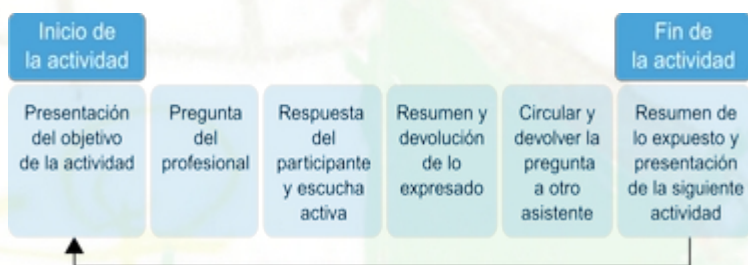 Inicio de
la actividad
Fin de
la actividad
Presentación
del objetivo
de la actividad
Pregunta
del
profesional
Respuesta
del
participante
y escucha
activa
Resumen y
devolución
de lo
expresado
Circular y
devolver la
pregunta
a otro
asistente
Resumen de
lo expuesto y
presentación
de la siguiente
actividad